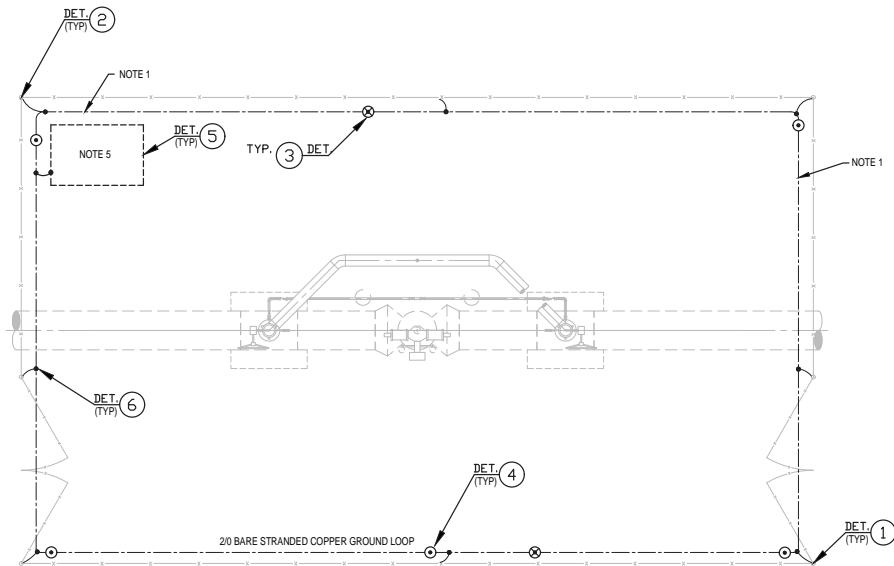 DET.
(TYP)
2
NOTE 1
DET.
(TYP)
5
NOTE 5
TYP.
3
DET.
NOTE 1
DET.
(TYP)
6
DET.
(TYP)
4
2/0 BARE STRANDED COPPER GROUND LOOP
DET.
(TYP)
1